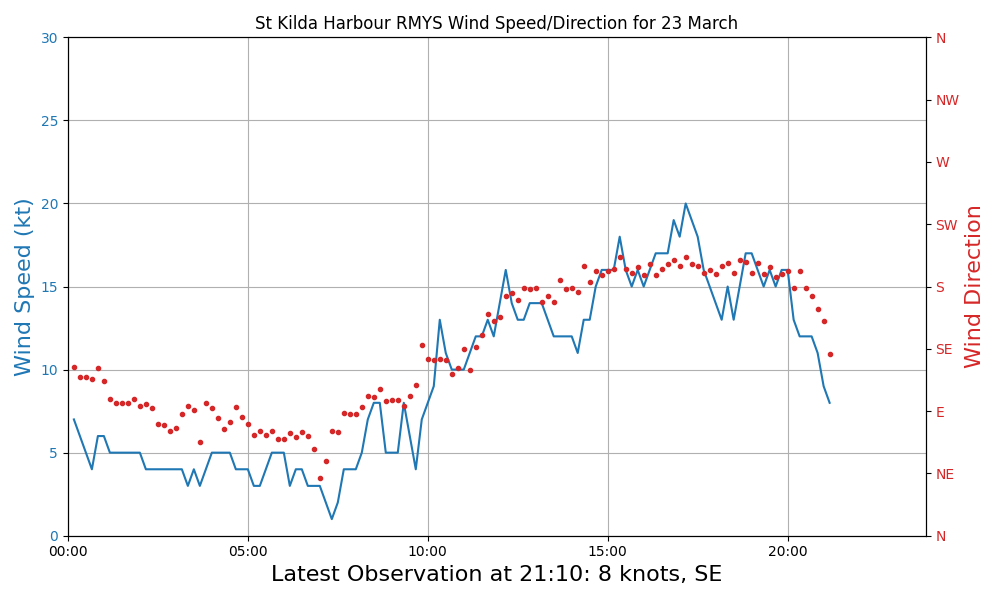 St Kilda Harbour RMYS Wind Speed/Direction for 23 March
Wind Speed (kt)
30
25
20
15
10
5
0
00:00
05:00
10:00
15:00
20:00
N
NW
W
SW
S
SE
E
NE
N
Wind Direction
Latest Observation at 21:10: 8 knots, SE